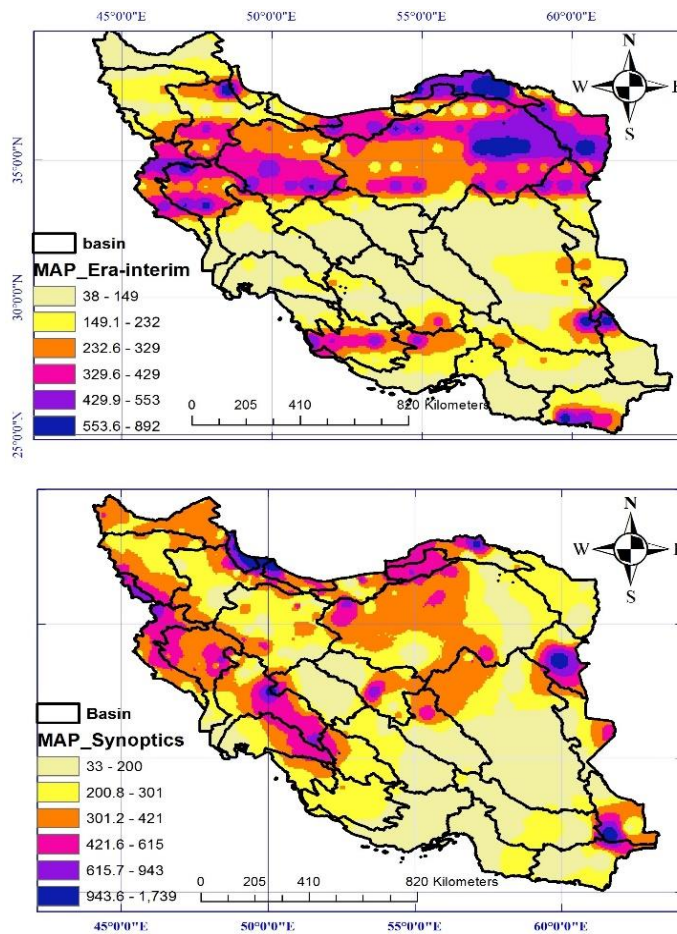 45°0'0"E 50°0'0"E 55°0'0"E 60°0'0"E
N
W E
S
35°0'0"N
30°0'0"N
25°0'0"N
basin
MAP_Era-interim
38 - 149
149.1 - 232
232.6 - 329
329.6 - 429
429.9 - 553
553.6 - 892
0 205 410 820 Kilometers
N
W E
S
Basin
MAP_Synoptics
33 - 200
200.8 - 301
301.2 - 421
421.6 - 615
615.7 - 943
943.6 - 1,739
0 205 410 820 Kilometers
45°0'0"E 50°0'0"E 55°0'0"E 60°0'0"E